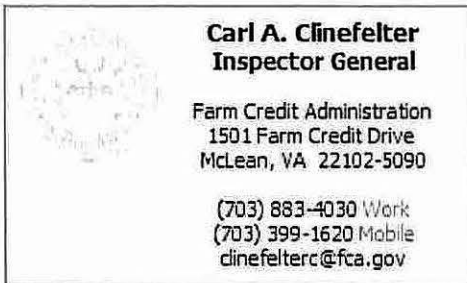 Carl A. Clinefelter
Inspector General
Farm Credit Administration
1501 Farm Credit Drive
McLean, VA 22102-5090
(703) 883-4030 Work
(703) 399-1620 Mobile
clinefelterc@fca.gov